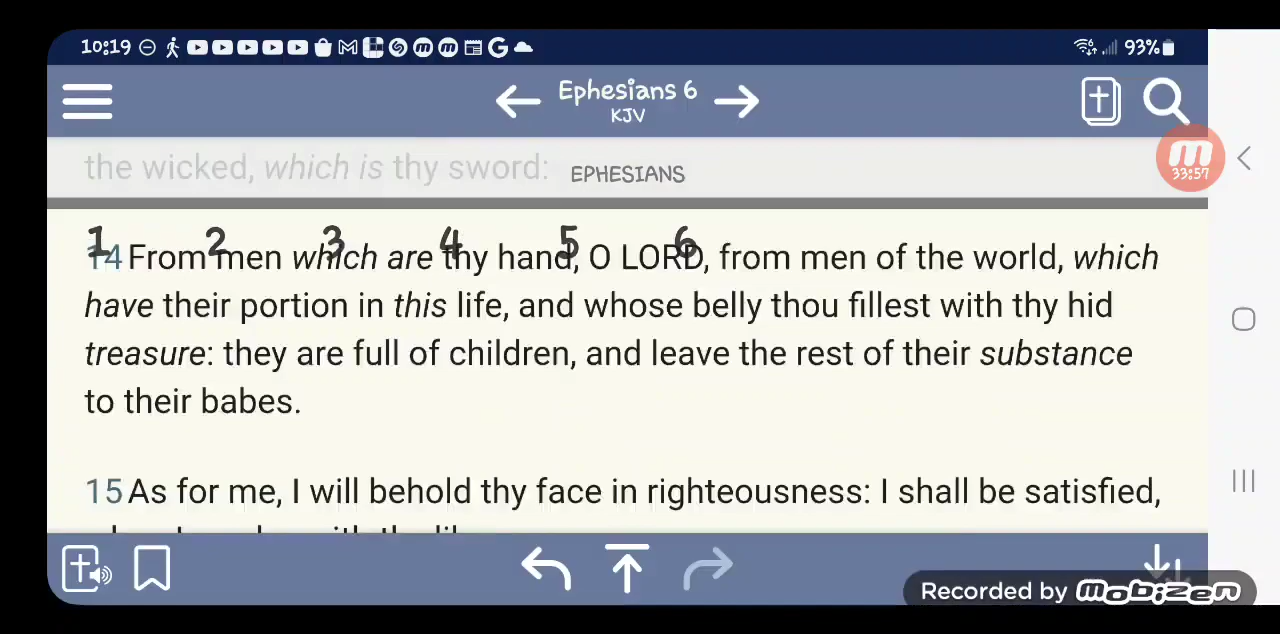 10:19 93%
Ephesians 6
KJV
the wicked, which is thy sword:
EPHESIANS
33:57
1 2 3 4 5 6
14 From men which are thy hand, O LORD, from men of the world, which
have their portion in this life, and whose belly thou fillest with thy hid
treasure: they are full of children, and leave the rest of their substance
to their babes.
15 As for me, I will behold thy face in righteousness: I shall be satisfied,
Recorded by MOBIZEN